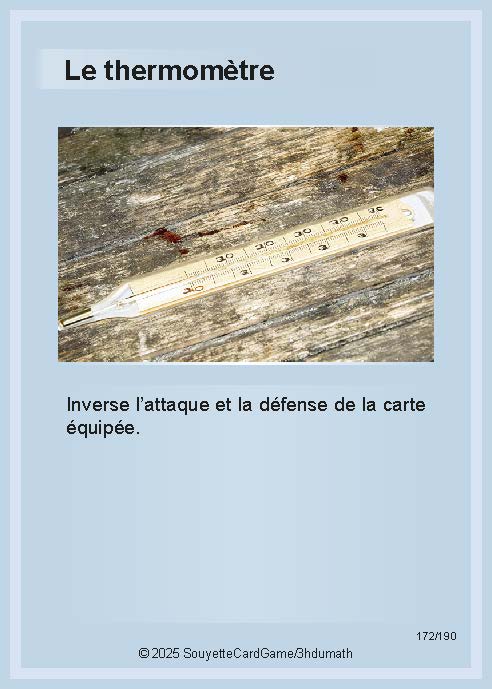 Le thermomètre
Inverse l'attaque et la défense de la carte
équipée.
172/190
© 2025 SouyetteCardGame/3hdumath